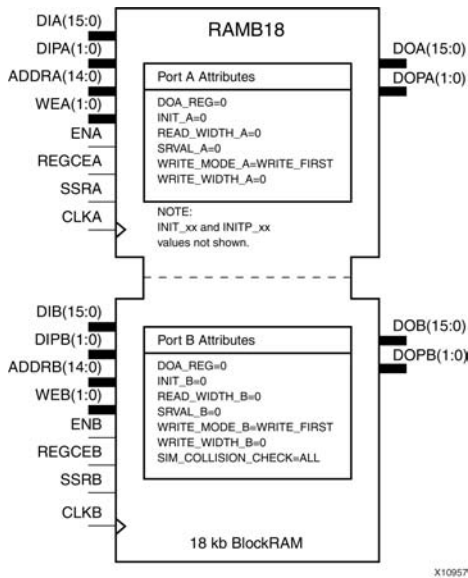 RAMB18
DIA(15:0)
DIPA(1:0)
ADDRA(14:0)
WEA(1:0)
ENA
REGCEA
SSRA
CLKA
Port A Attributes
DOA_REG=0
INIT_A=0
READ_WIDTH_A=0
SRVAL_A=0
WRITE_MODE_A=WRITE_FIRST
WRITE_WIDTH_A=0
NOTE:
INIT_xx and INITP_xx
values not shown.
DOA(15:0)
DOPA(1:0)
DIB(15:0)
DIPB(1:0)
ADDRB(14:0)
WEB(1:0)
ENB
REGCEB
SSRB
CLKB
Port B Attributes
DOA_REG=0
INIT_B=0
READ_WIDTH_B=0
SRVAL_B=0
WRITE_MODE_B=WRITE_FIRST
WRITE_WIDTH_B=0
SIM_COLLISION_CHECK=ALL
DOB(15:0)
DOPB(1:0)
18 kb BlockRAM
X10957